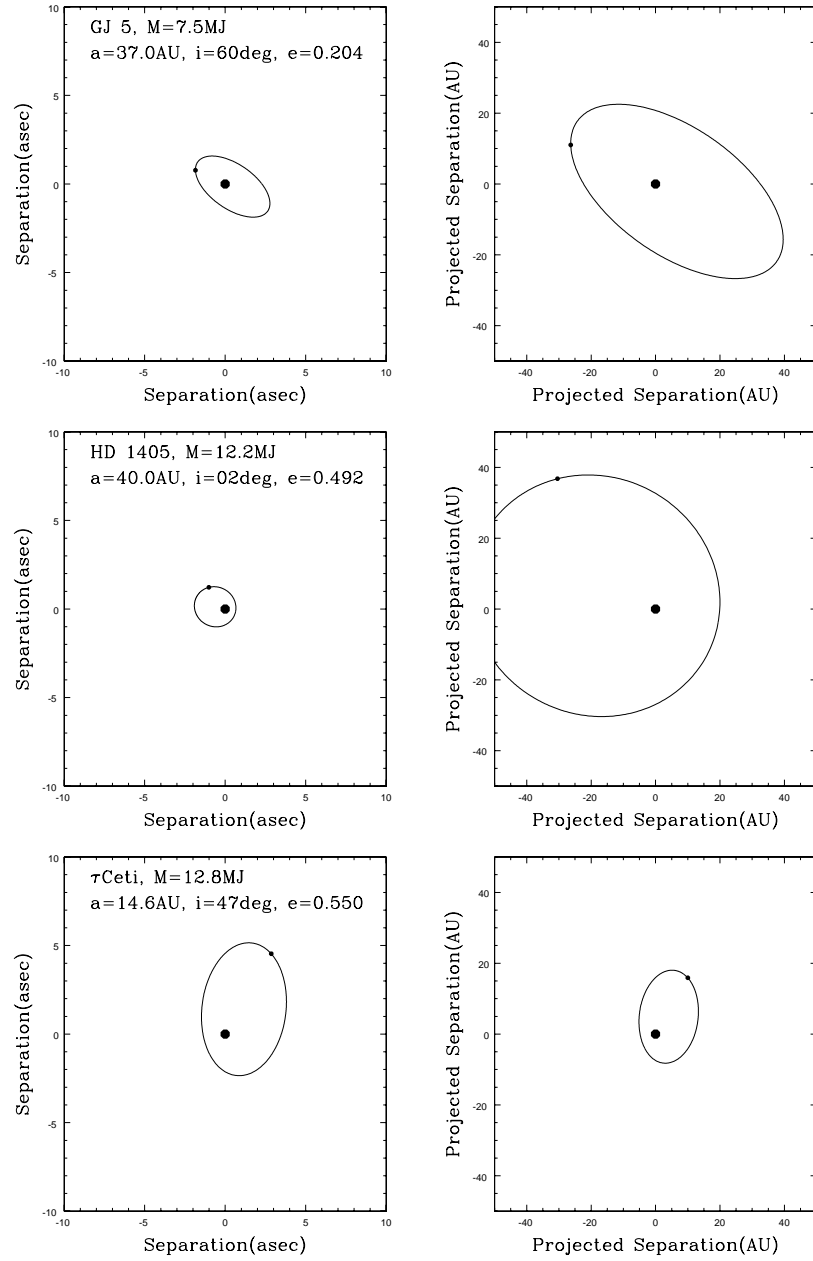 GJ 5, M=7.5MJ
a=37.0AU, i=60deg, e=0.204
10
5
0
-5
-10
-10 -5 0 5 10
Separation(asec)
Separation(asec)
40
20
0
-20
-40
-40 -20 0 20 40
Projected Separation(AU)
Projected Separation(AU)
HD 1405, M=12.2MJ
a=40.0AU, i=02deg, e=0.492
10
5
0
-5
-10
-10 -5 0 5 10
Separation(asec)
Separation(asec)
40
20
0
-20
-40
-40 -20 0 20 40
Projected Separation(AU)
Projected Separation(AU)
τCeti, M=12.8MJ
a=14.6AU, i=47deg, e=0.550
10
5
0
-5
-10
-10 -5 0 5 10
Separation(asec)
Separation(asec)
40
20
0
-20
-40
-40 -20 0 20 40
Projected Separation(AU)
Projected Separation(AU)